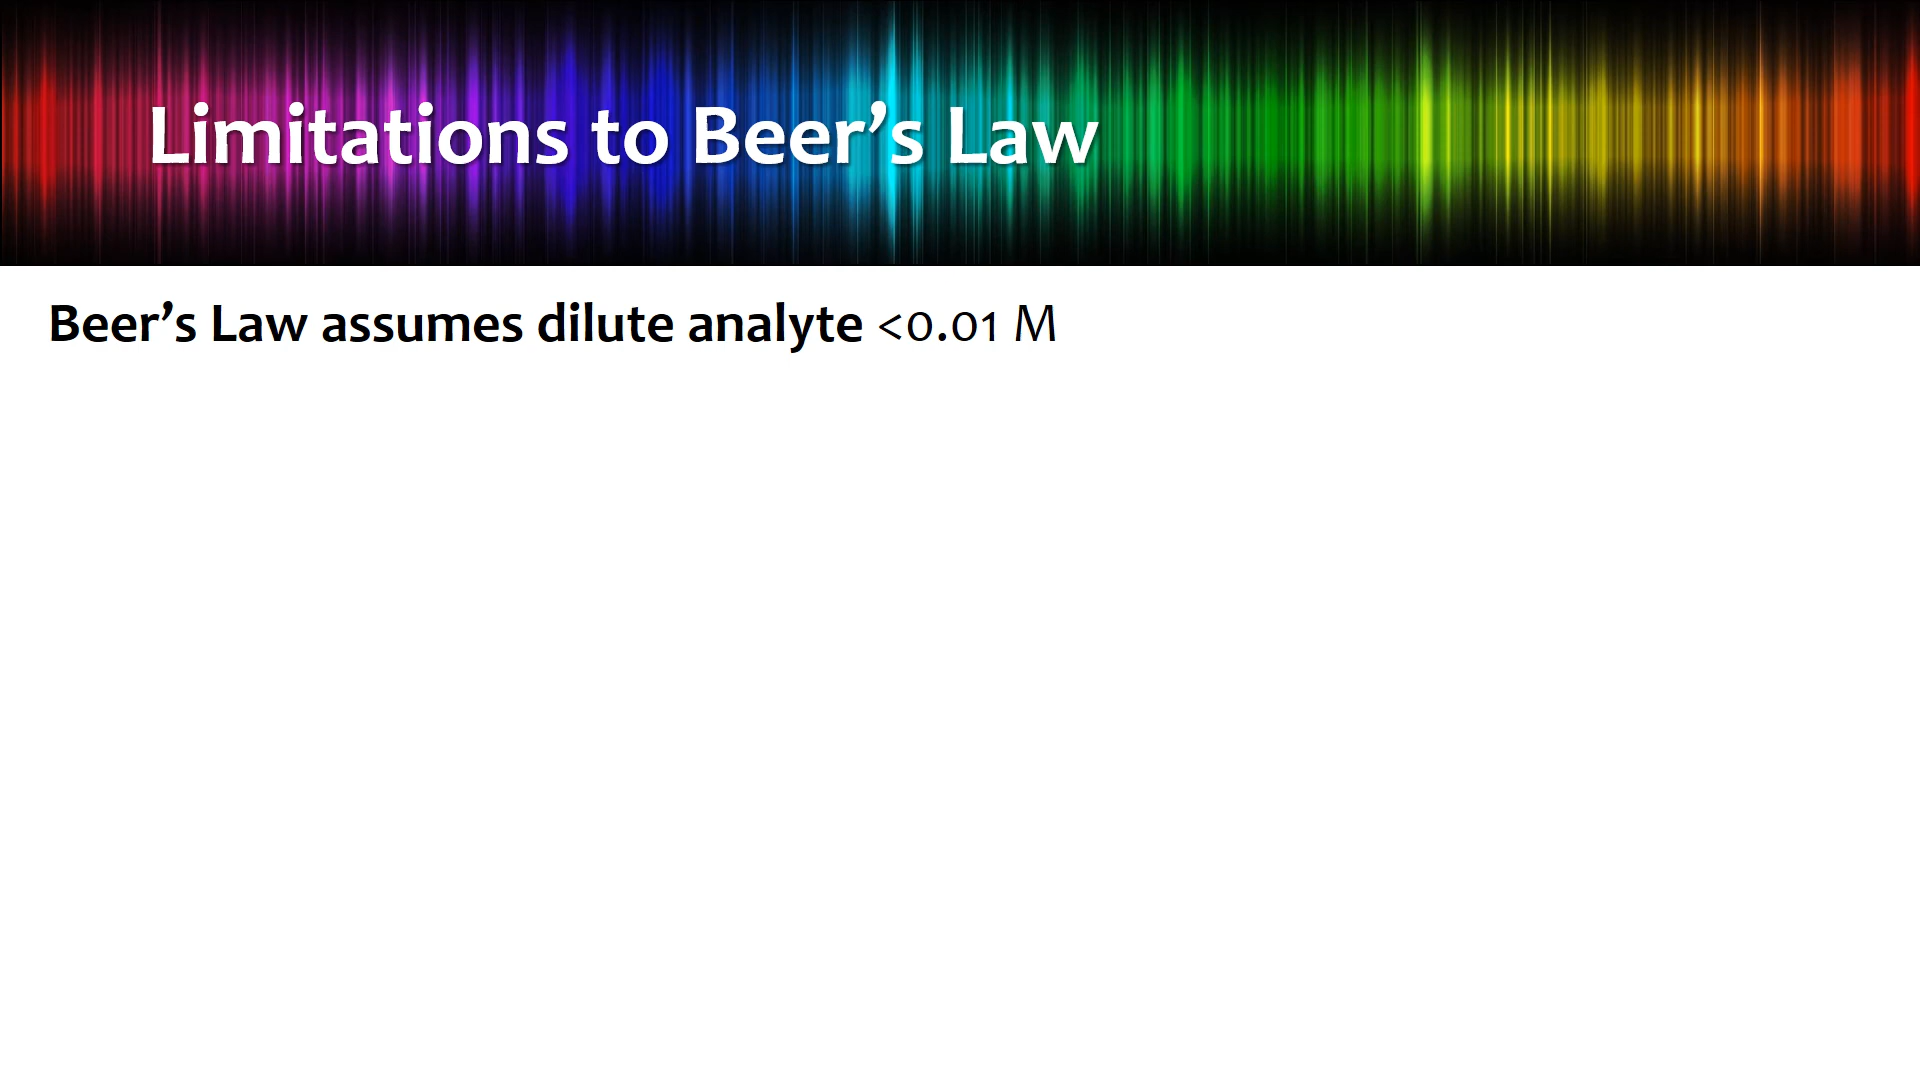 Limitations to Beer’s Law
Beer’s Law assumes dilute analyte <0.01 M